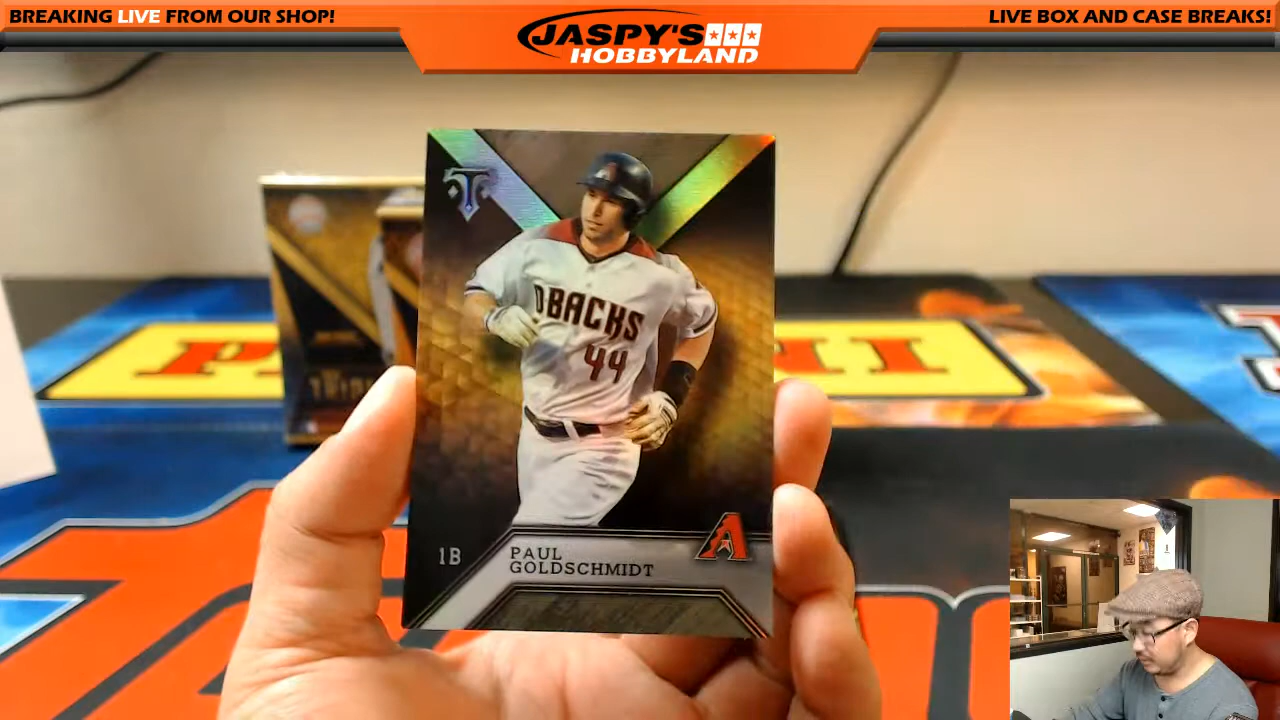 BREAKING LIVE FROM OUR SHOP!
JASPY'S
HOBBYLAND
LIVE BOX AND CASE BREAKS!
T
DBACKS
44
1B
PAUL
GOLDSCHMIDT
A